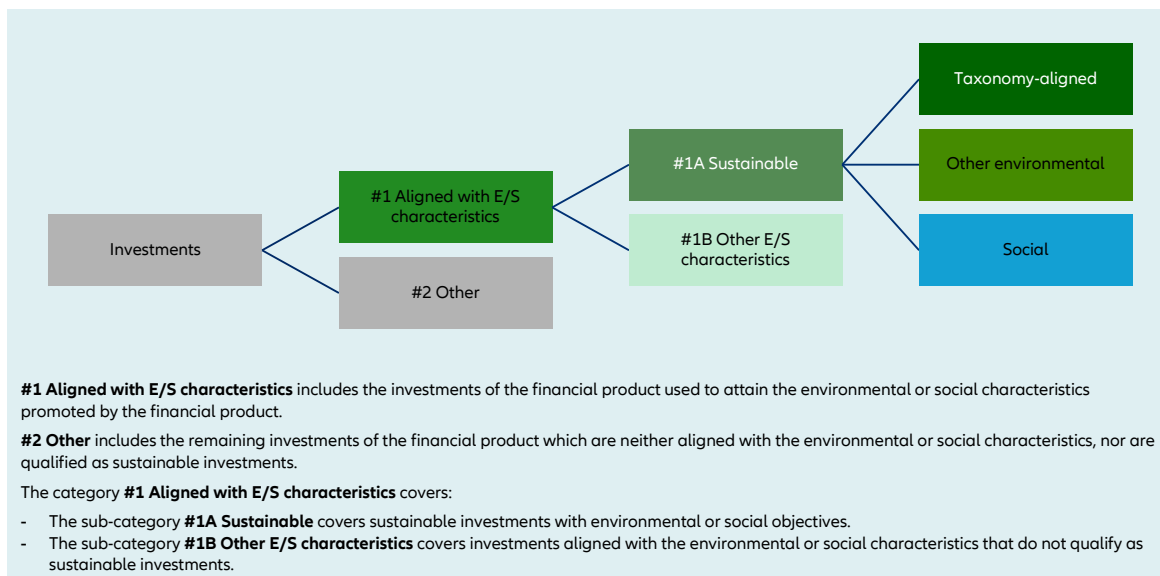 Taxonomy-aligned
#1A Sustainable
Other environmental
#1 Aligned with E/S
characteristics
Investments
#1B Other E/S
characteristics
Social
#2 Other
#1 Aligned with E/S characteristics includes the investments of the financial product used to attain the environmental or social characteristics
promoted by the financial product.
#2 Other includes the remaining investments of the financial product which are neither aligned with the environmental or social characteristics, nor are
qualified as sustainable investments.
The category #1 Aligned with E/S characteristics covers:
- The sub-category #1A Sustainable covers sustainable investments with environmental or social objectives.
- The sub-category #1B Other E/S characteristics covers investments aligned with the environmental or social characteristics that do not qualify as
sustainable investments.